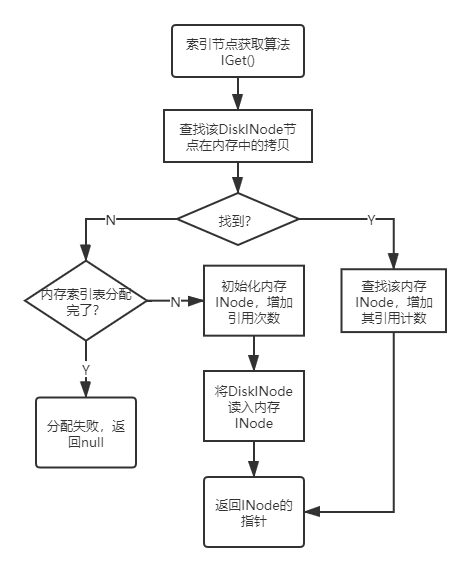 索引节点获取算法
IGet()
查找该DiskINode节
点在内存中的拷贝
找到?
N
Y
内存索引表分配
完了?
N
初始化内存
INode，增加
引用次数
查找该内存
INode，增加
其引用计数
Y
将DiskINode
读入内存
INode
分配失败，返
回null
返回INode的
指针